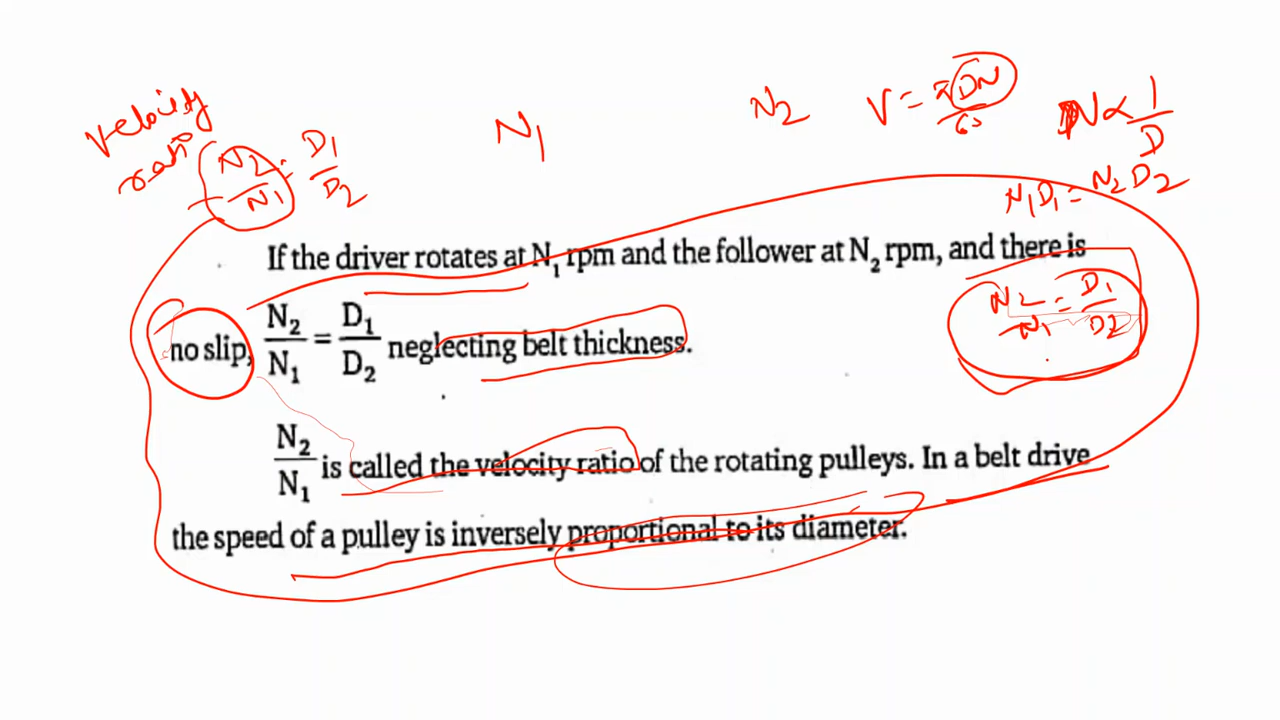 velocity
ratio
N2/N1 = D1/D2
N1
N2
V = πDN/60
N ∝ 1/D
N1D1 = N2D2
If the driver rotates at N₁ rpm and the follower at N₂ rpm, and there is
N2/N1 = D1/D2
no slip, N₂/N₁ = D₁/D₂ neglecting belt thickness.
N₂/N₁ is called the velocity ratio of the rotating pulleys. In a belt drive
the speed of a pulley is inversely proportional to its diameter.